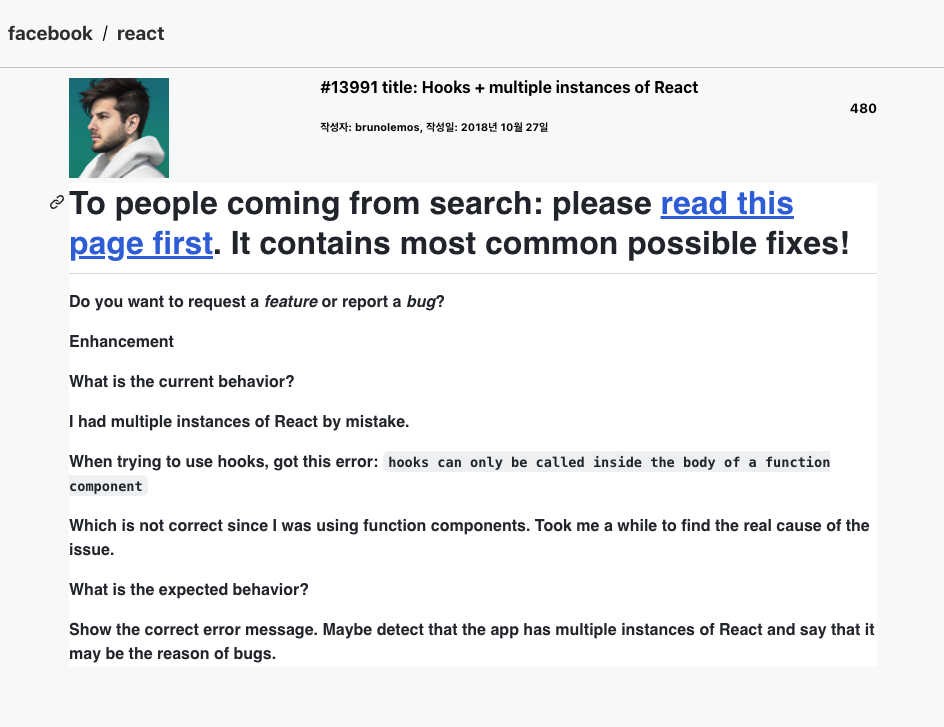 facebook / react
#13991 title: Hooks + multiple instances of React
480
작성자: brunolemos, 작성일: 2018년 10월 27일
To people coming from search: please read this
page first. It contains most common possible fixes!
Do you want to request a feature or report a bug?
Enhancement
What is the current behavior?
I had multiple instances of React by mistake.
When trying to use hooks, got this error: hooks can only be called inside the body of a function
component
Which is not correct since I was using function components. Took me a while to find the real cause of the
issue.
What is the expected behavior?
Show the correct error message. Maybe detect that the app has multiple instances of React and say that it
may be the reason of bugs.